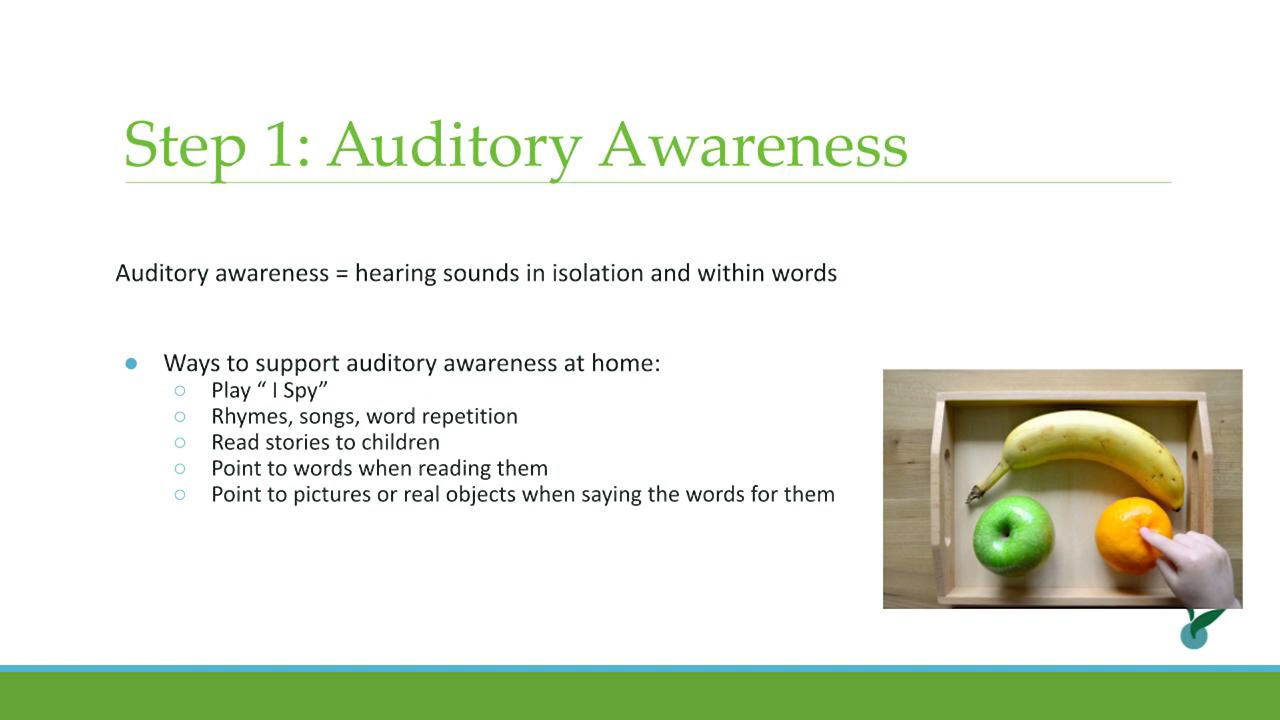 Step 1: Auditory Awareness
Auditory awareness = hearing sounds in isolation and within words
● Ways to support auditory awareness at home:
○ Play “ I Spy”
○ Rhymes, songs, word repetition
○ Read stories to children
○ Point to words when reading them
○ Point to pictures or real objects when saying the words for them